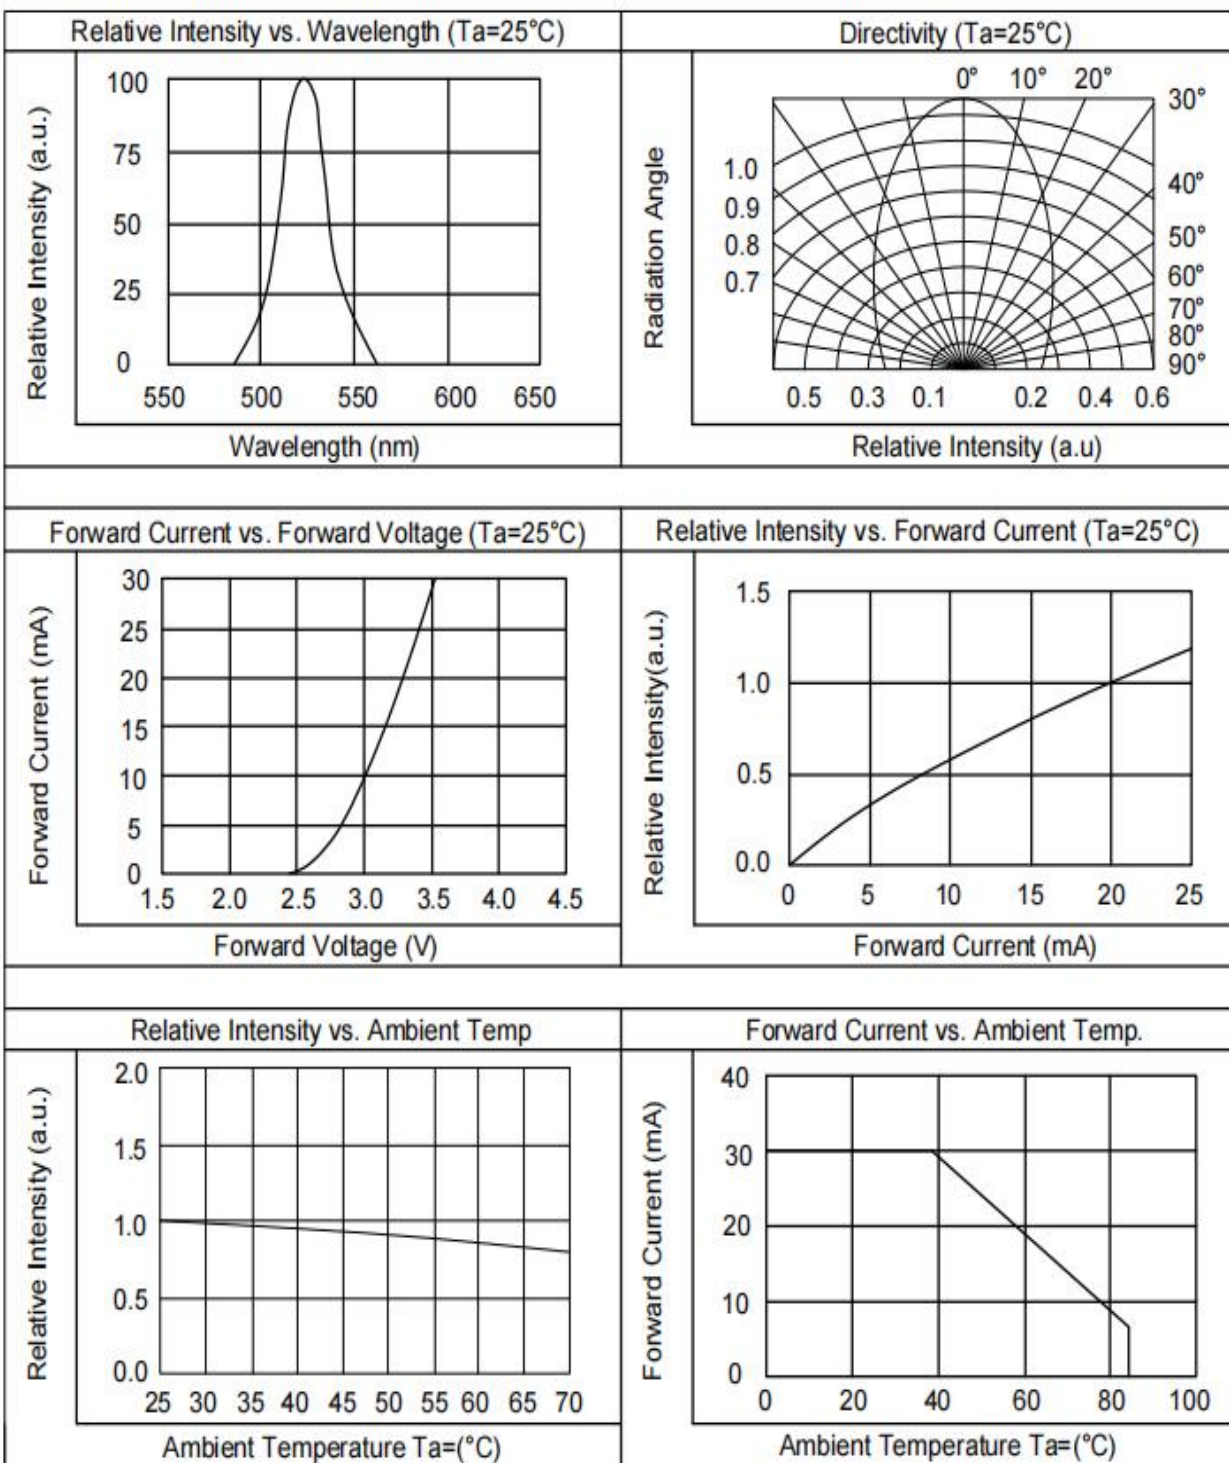 Relative Intensity vs. Wavelength (Ta=25°C)
Relative Intensity (a.u.)
100
75
50
25
0
550 500 550 600 650
Wavelength (nm)
Directivity (Ta=25°C)
Radiation Angle
0° 10° 20°
30°
40°
50°
60°
70°
80°
90°
1.0
0.9
0.8
0.7
0.5 0.3 0.1 0.2 0.4 0.6
Relative Intensity (a.u)
Forward Current vs. Forward Voltage (Ta=25°C)
Forward Current (mA)
30
25
20
15
10
5
0
1.5 2.0 2.5 3.0 3.5 4.0 4.5
Forward Voltage (V)
Relative Intensity vs. Forward Current (Ta=25°C)
Relative Intensity(a.u.)
1.5
1.0
0.5
0.0
0 5 10 15 20 25
Forward Current (mA)
Relative Intensity vs. Ambient Temp
Relative Intensity (a.u.)
2.0
1.5
1.0
0.5
0.0
25 30 35 40 45 50 55 60 65 70
Ambient Temperature Ta=(°C)
Forward Current vs. Ambient Temp.
Forward Current (mA)
40
30
20
10
0
0 20 40 60 80 100
Ambient Temperature Ta=(°C)